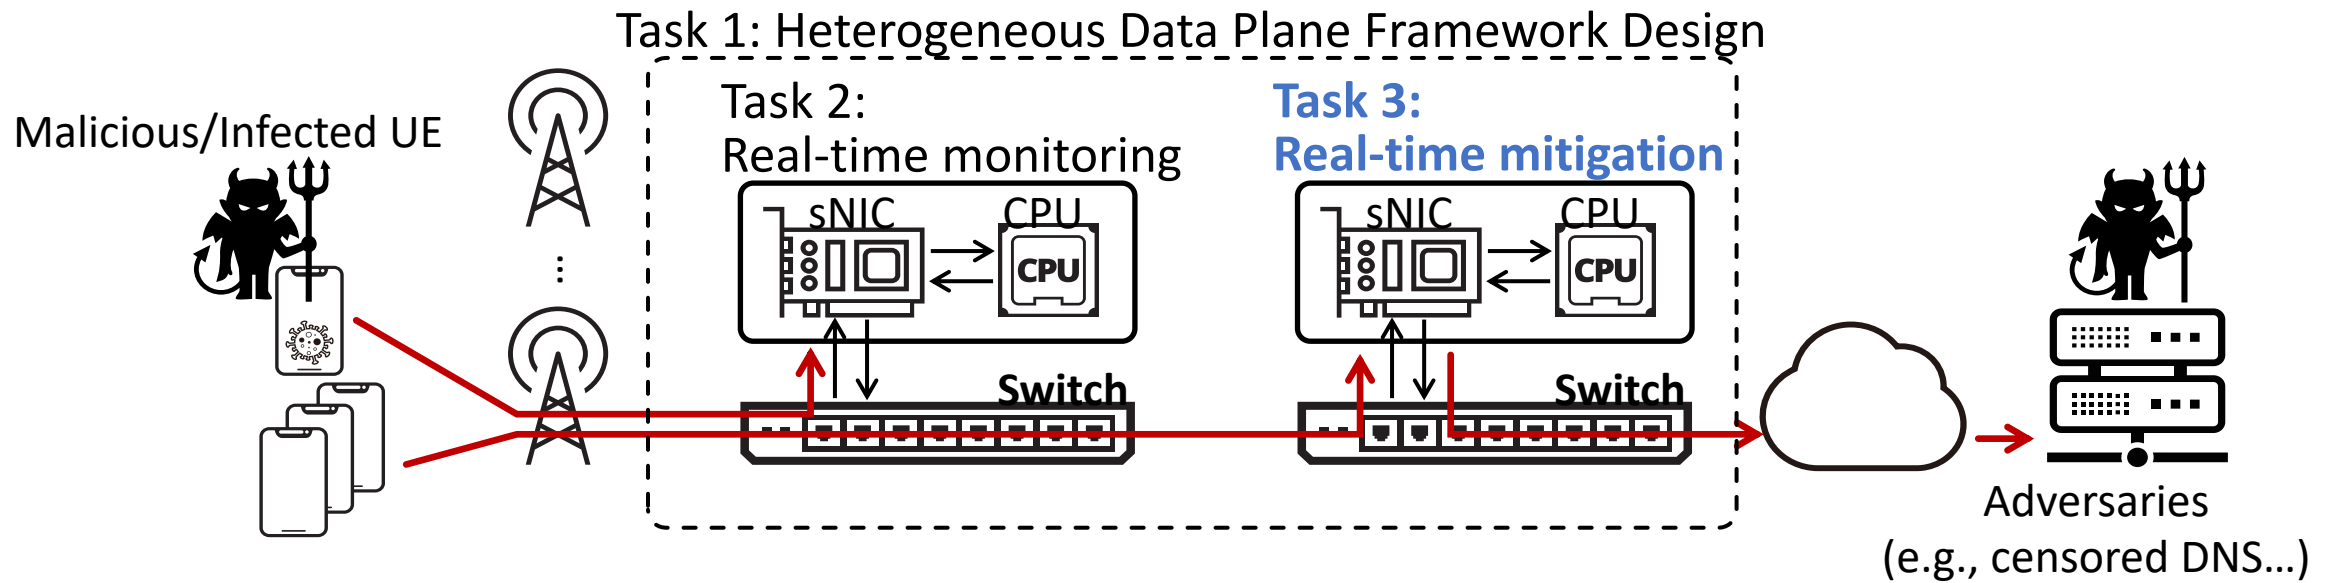 Task 1: Heterogeneous Data Plane Framework Design
Task 2:
Real-time monitoring
Task 3:
Real-time mitigation
Malicious/Infected UE
sNIC
CPU
CPU
sNIC
CPU
CPU
⋮
Switch
Switch
Adversaries
(e.g., censored DNS...)